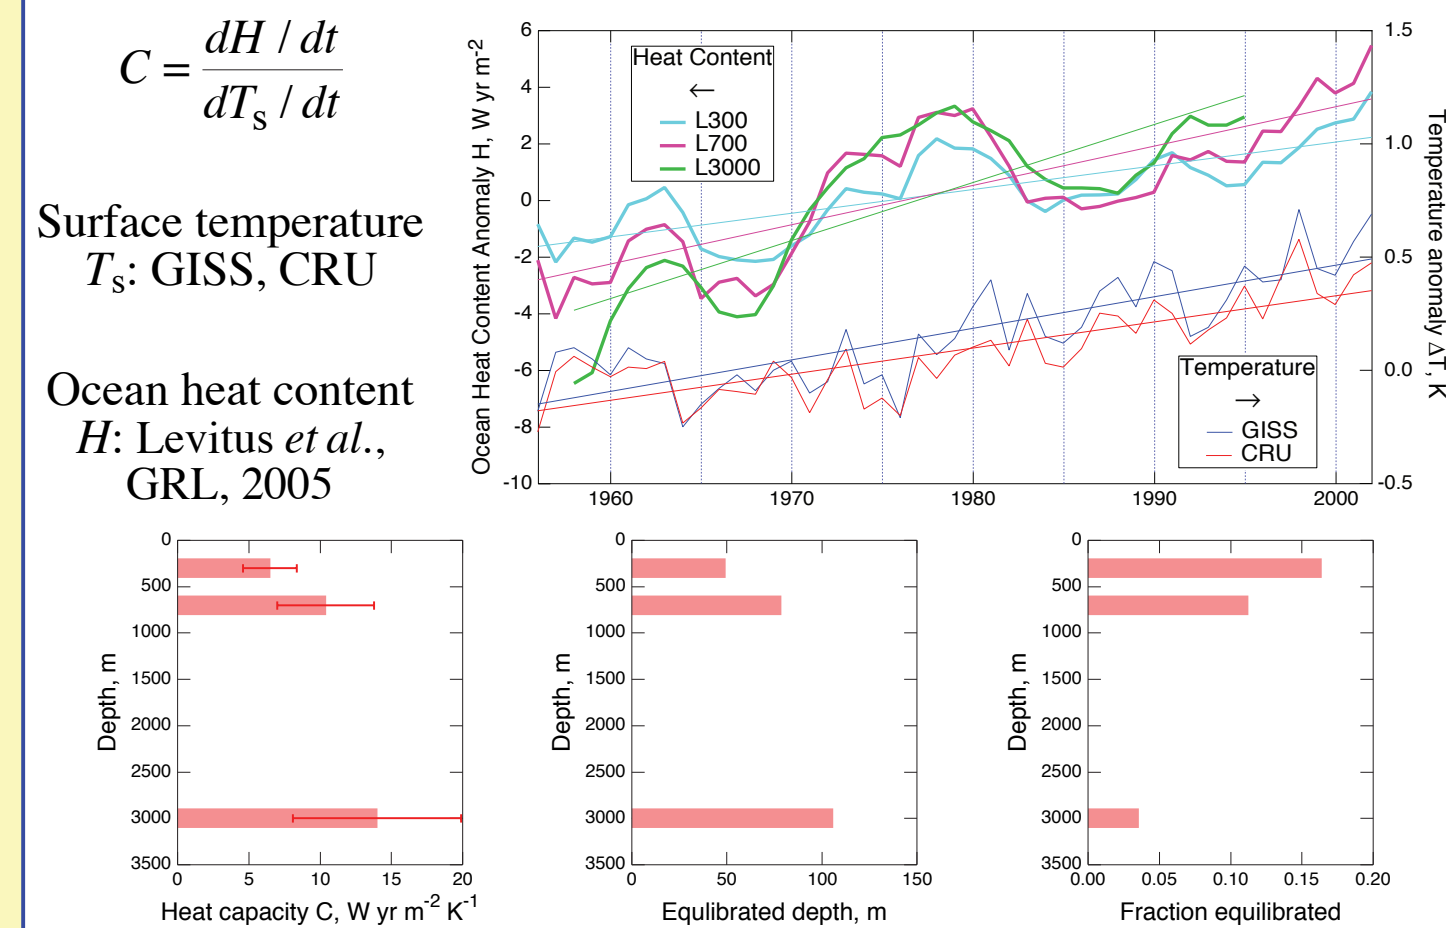 C = dH / dt
dTs / dt
Surface temperature
Ts: GISS, CRU
Ocean heat content
H: Levitus et al.,
GRL, 2005
Ocean Heat Content Anomaly H, W yr m-2
6
4
2
0
-2
-4
-6
-8
-10
Heat Content
←
L300
L700
L3000
Temperature
→
GISS
CRU
1.5
1.0
0.5
0.0
-0.5
Temperature anomaly ΔT, K
1960
1970
1980
1990
2000
Depth, m
0
500
1000
1500
2000
2500
3000
3500
0 5 10 15 20
Heat capacity C, W yr m-2 K-1
Depth, m
0
500
1000
1500
2000
2500
3000
3500
0 50 100 150
Equlibrated depth, m
Depth, m
0
500
1000
1500
2000
2500
3000
3500
0.00 0.05 0.10 0.15 0.20
Fraction equilibrated